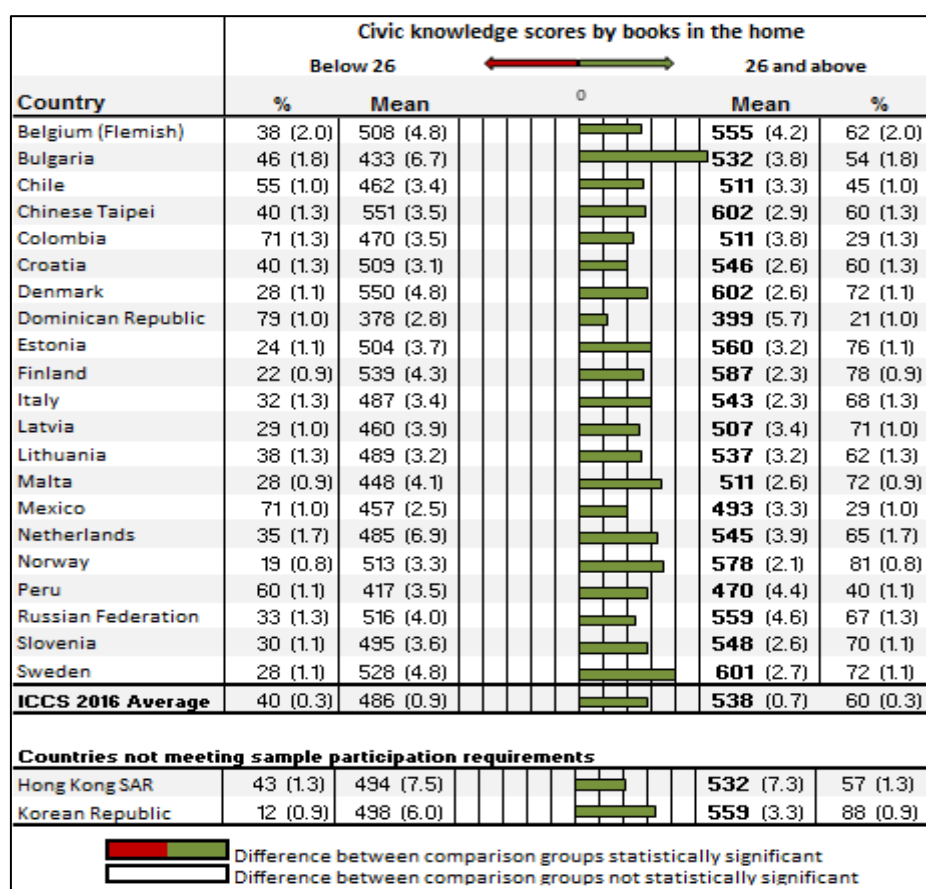 Civic knowledge scores by books in the home
Below 26 26 and above
Country % Mean 0 Mean %
Belgium (Flemish) 38 (2.0) 508 (4.8) 555 (4.2) 62 (2.0)
Bulgaria 46 (1.8) 433 (6.7) 532 (3.8) 54 (1.8)
Chile 55 (1.0) 462 (3.4) 511 (3.3) 45 (1.0)
Chinese Taipei 40 (1.3) 551 (3.5) 602 (2.9) 60 (1.3)
Colombia 71 (1.3) 470 (3.5) 511 (3.8) 29 (1.3)
Croatia 40 (1.3) 509 (3.1) 546 (2.6) 60 (1.3)
Denmark 28 (1.1) 550 (4.8) 602 (2.6) 72 (1.1)
Dominican Republic 79 (1.0) 378 (2.8) 399 (5.7) 21 (1.0)
Estonia 24 (1.1) 504 (3.7) 560 (3.2) 76 (1.1)
Finland 22 (0.9) 539 (4.3) 587 (2.3) 78 (0.9)
Italy 32 (1.3) 487 (3.4) 543 (2.3) 68 (1.3)
Latvia 29 (1.0) 460 (3.9) 507 (3.4) 71 (1.0)
Lithuania 38 (1.3) 489 (3.2) 537 (3.2) 62 (1.3)
Malta 28 (0.9) 448 (4.1) 511 (2.6) 72 (0.9)
Mexico 71 (1.0) 457 (2.5) 493 (3.3) 29 (1.0)
Netherlands 35 (1.7) 485 (6.9) 545 (3.9) 65 (1.7)
Norway 19 (0.8) 513 (3.3) 578 (2.1) 81 (0.8)
Peru 60 (1.1) 417 (3.5) 470 (4.4) 40 (1.1)
Russian Federation 33 (1.3) 516 (4.0) 559 (4.6) 67 (1.3)
Slovenia 30 (1.1) 495 (3.6) 548 (2.6) 70 (1.1)
Sweden 28 (1.1) 528 (4.8) 601 (2.7) 72 (1.1)
ICCS 2016 Average 40 (0.3) 486 (0.9) 538 (0.7) 60 (0.3)
Countries not meeting sample participation requirements
Hong Kong SAR 43 (1.3) 494 (7.5) 532 (7.3) 57 (1.3)
Korean Republic 12 (0.9) 498 (6.0) 559 (3.3) 88 (0.9)
Difference between comparison groups statistically significant
Difference between comparison groups not statistically significant